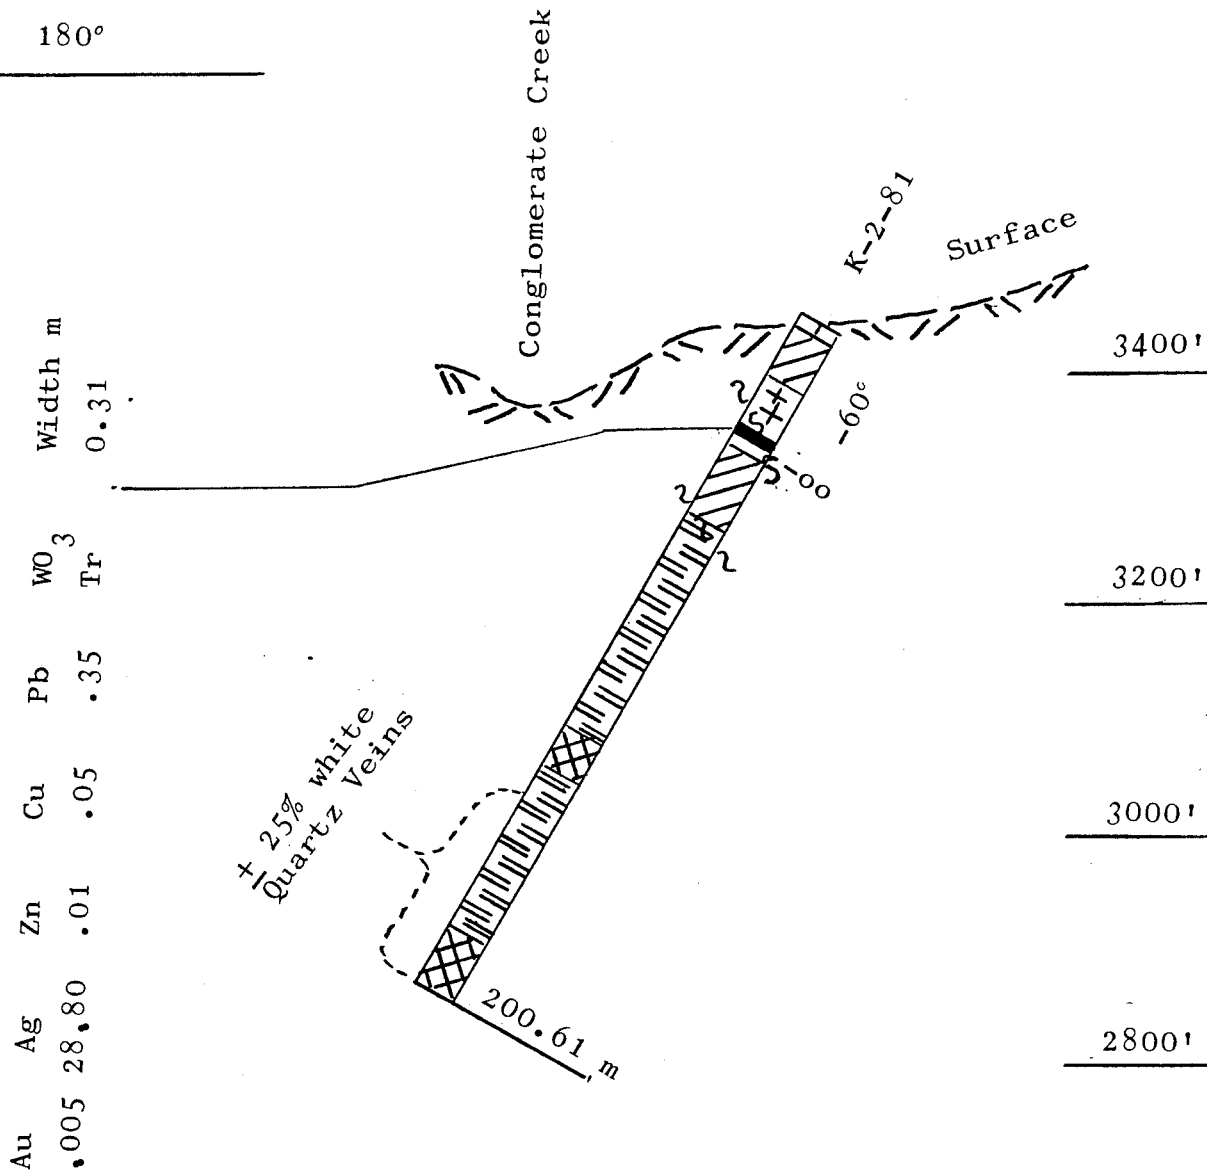 180°
Conglomerate Creek
K-2-81
Surface
3400'
3200'
3000'
2800'
-60°
200.61 m
± 25% white
Quartz Veins
Au Ag Zn Cu Pb WO3 Width m
.005 28.80 .01 .05 .35 Tr 0.31